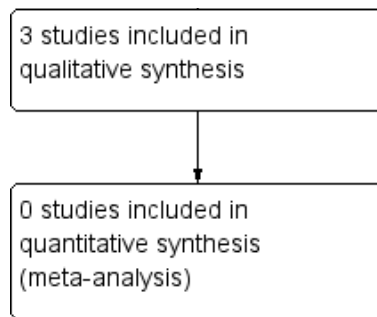 3 studies included in
qualitative synthesis
0 studies included in
quantitative synthesis
(meta-analysis)